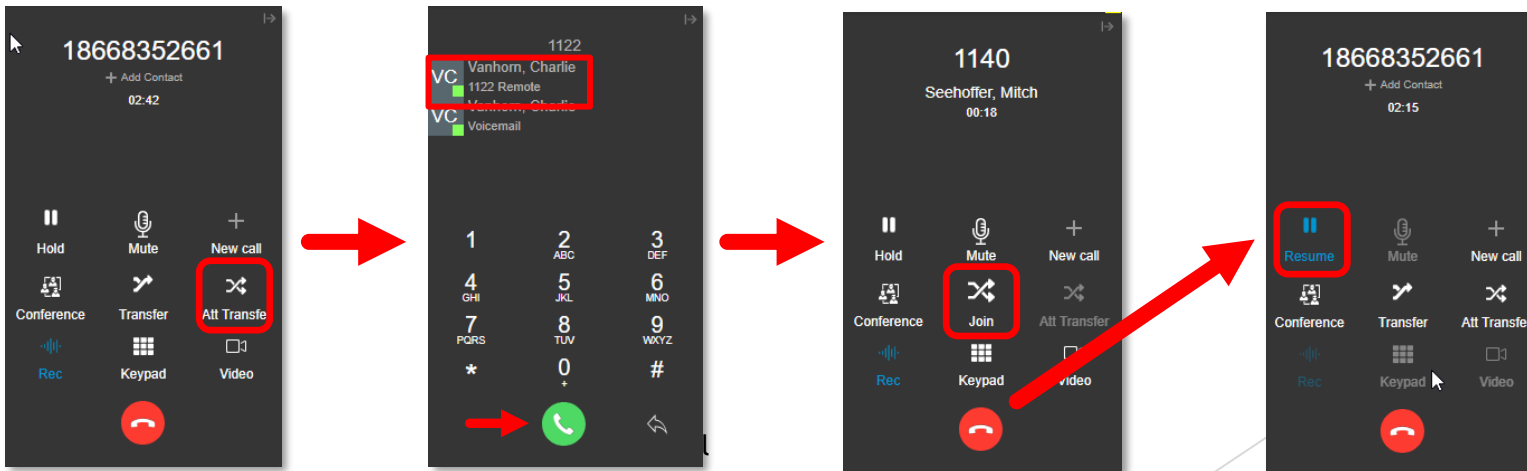 18668352661
+ Add Contact
02:42
Hold Mute New call
Conference Transfer Att Transfe
Rec Keypad Video
1122
VC Vanhorn, Charlie
1122 Remote
VC Vanhorn, Charlie
Voicemail
1 2 3
ABC DEF
4 5 6
GHI JKL MNO
7 8 9
PQRS TUV WXYZ
* 0 #
+
1140
Seehoffer, Mitch
00:18
Hold Mute New call
Conference Join Att Transfer
Rec Keypad Video
18668352661
+ Add Contact
02:15
Resume Mute New call
Conference Transfer Att Transfe
Rec Keypad Video